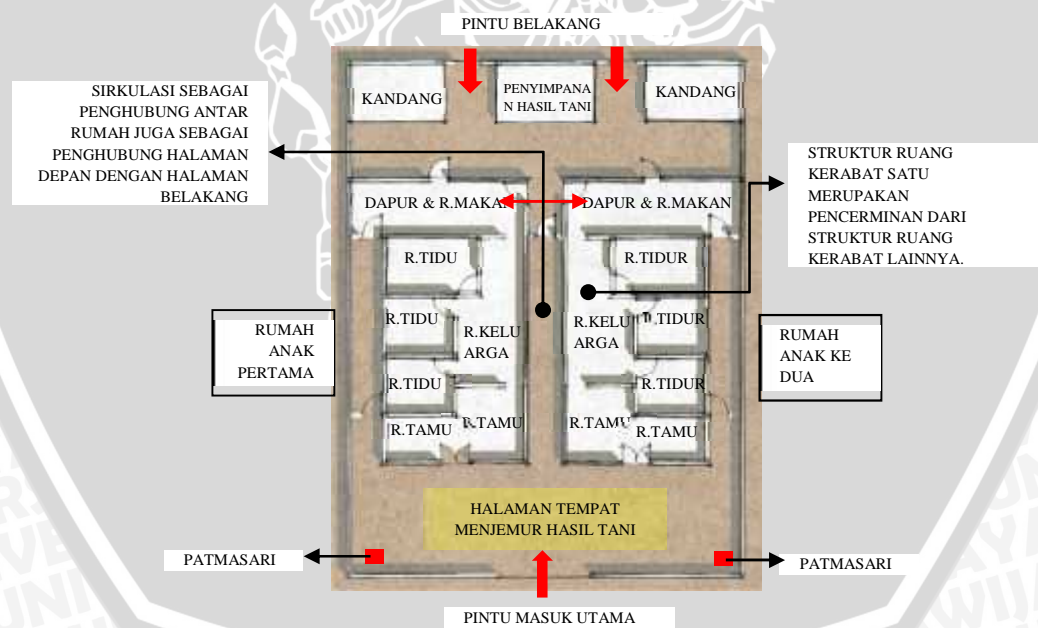 PINTU BELAKANG
SIRKULASI SEBAGAI
PENGHUBUNG ANTAR
RUMAH JUGA SEBAGAI
PENGHUBUNG HALAMAN
DEPAN DENGAN HALAMAN
BELAKANG
KANDANG
PENYIMPANA
N HASIL TANI
KANDANG
STRUKTUR RUANG
KERABAT SATU
MERUPAKAN
PENCERMINAN DARI
STRUKTUR RUANG
KERABAT LAINNYA.
DAPUR & R.MAKAN
DAPUR & R.MAKAN
R.TIDU
R.TIDUR
R.TIDU
R.KELU
ARGA
R.KELU
ARGA
R.TIDUR
RUMAH
ANAK
PERTAMA
RUMAH
ANAK KE
DUA
R.TIDU
R.TIDUR
R.TAMU
R.TAMU
R.TAMU
R.TAMU
HALAMAN TEMPAT
MENJEMUR HASIL TANI
PATMASARI
PATMASARI
PINTU MASUK UTAMA